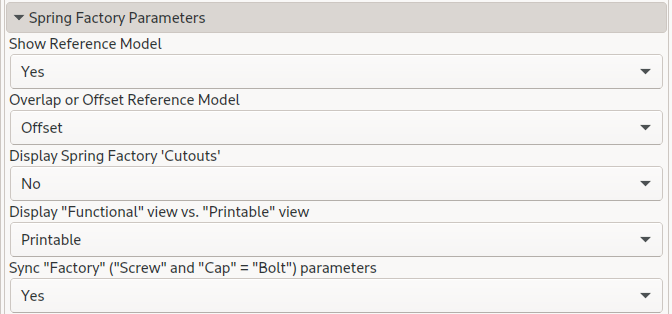 Spring Factory Parameters
Show Reference Model
Yes
Overlap or Offset Reference Model
Offset
Display Spring Factory 'Cutouts'
No
Display "Functional" view vs. "Printable" view
Printable
Sync "Factory" ("Screw" and "Cap" = "Bolt") parameters
Yes